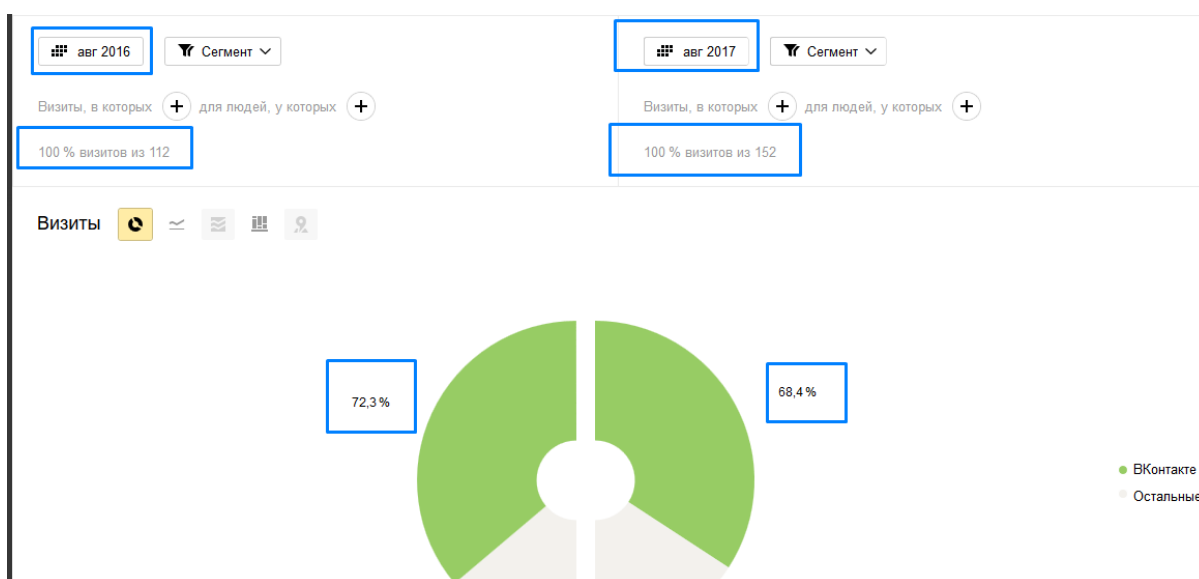 авг 2016
Сегмент
авг 2017
Сегмент
Визиты, в которых + для людей, у которых +
Визиты, в которых + для людей, у которых +
100 % визитов из 112
100 % визитов из 152
Визиты
72,3 %
68,4 %
ВКонтакте
Остальные